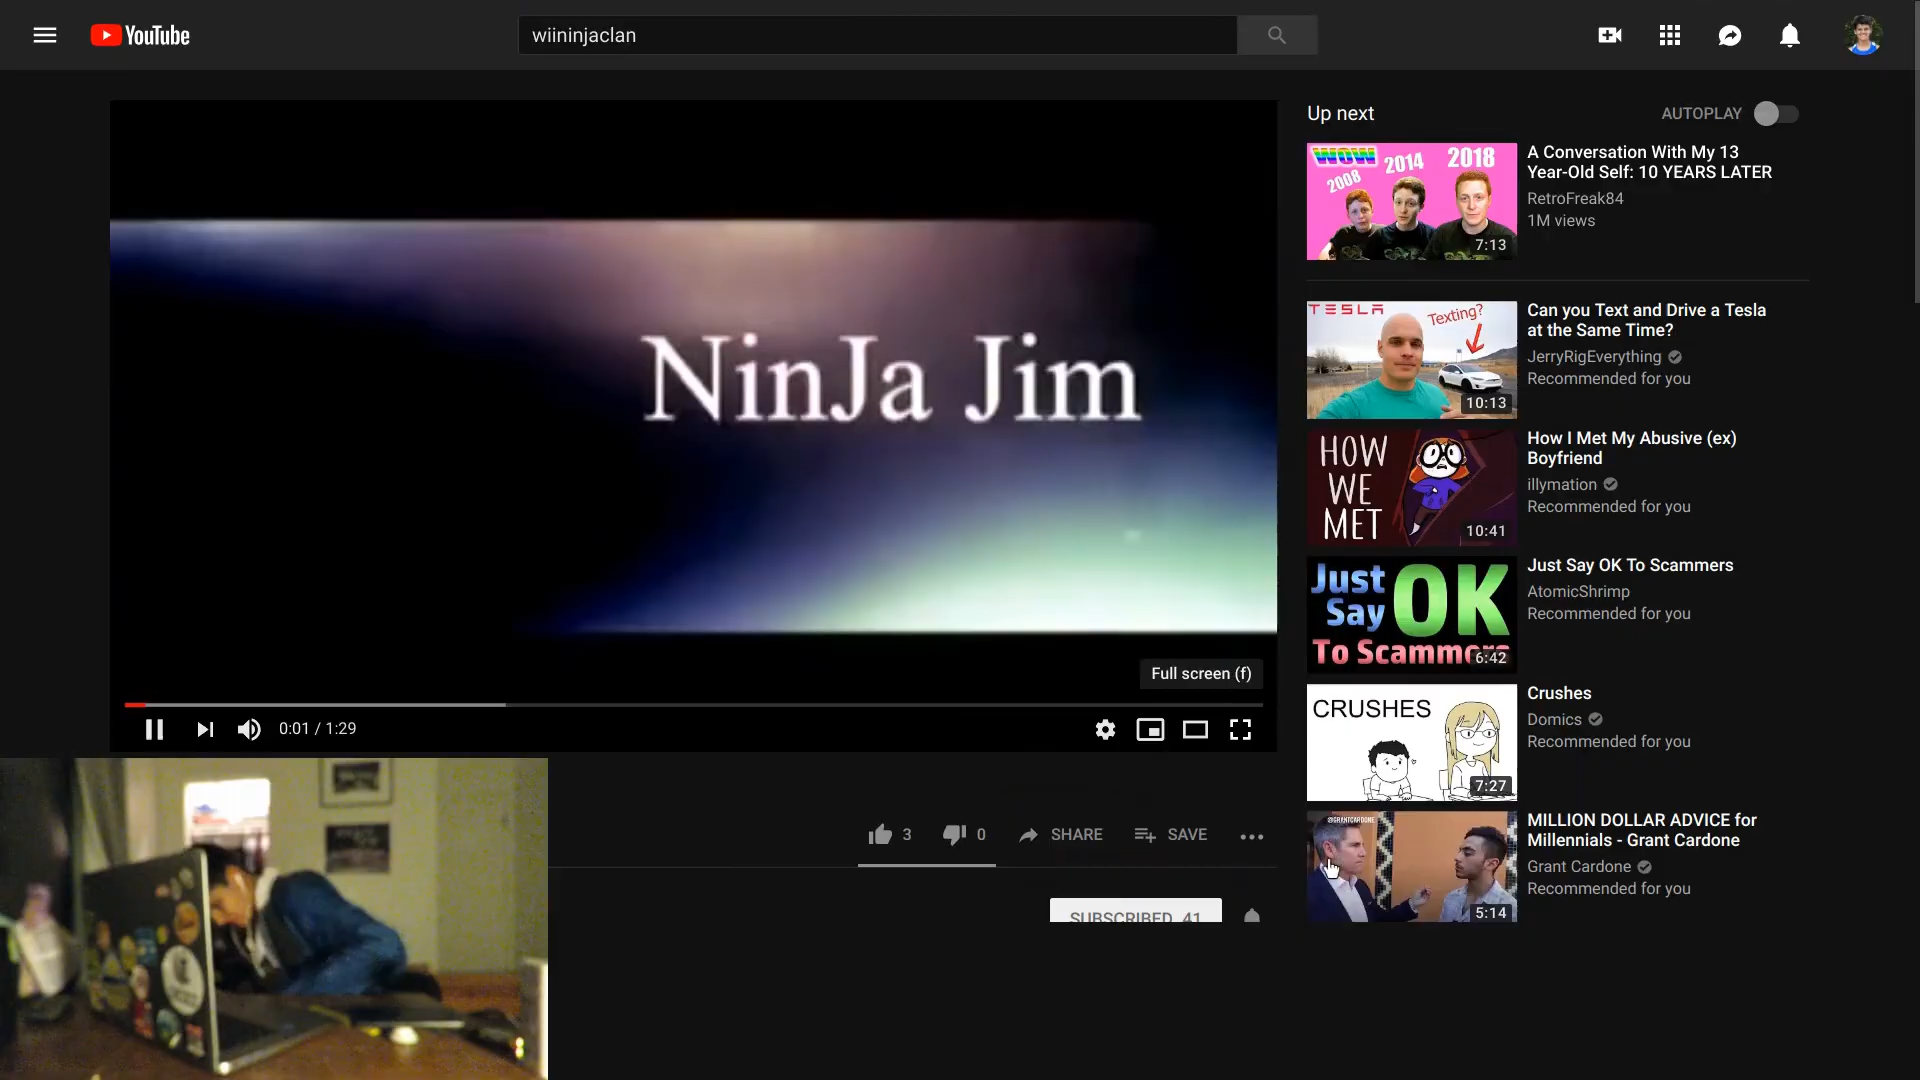 YouTube
wiininjaclan
NinJa Jim
Full screen (f)
0:01 / 1:29
3
0
SHARE
SAVE
SUBSCRIBED 41
Up next
AUTOPLAY
WOW
2008
2014
2018
7:13
A Conversation With My 13
Year-Old Self: 10 YEARS LATER
RetroFreak84
1M views
TESLA
Texting?
10:13
Can you Text and Drive a Tesla
at the Same Time?
JerryRigEverything
Recommended for you
HOW
WE
MET
10:41
How I Met My Abusive (ex)
Boyfriend
illymation
Recommended for you
Just
Say
OK
To Scammers
6:42
Just Say OK To Scammers
AtomicShrimp
Recommended for you
CRUSHES
7:27
Crushes
Domics
Recommended for you
@GRANTCARDONE
5:14
MILLION DOLLAR ADVICE for
Millennials - Grant Cardone
Grant Cardone
Recommended for you